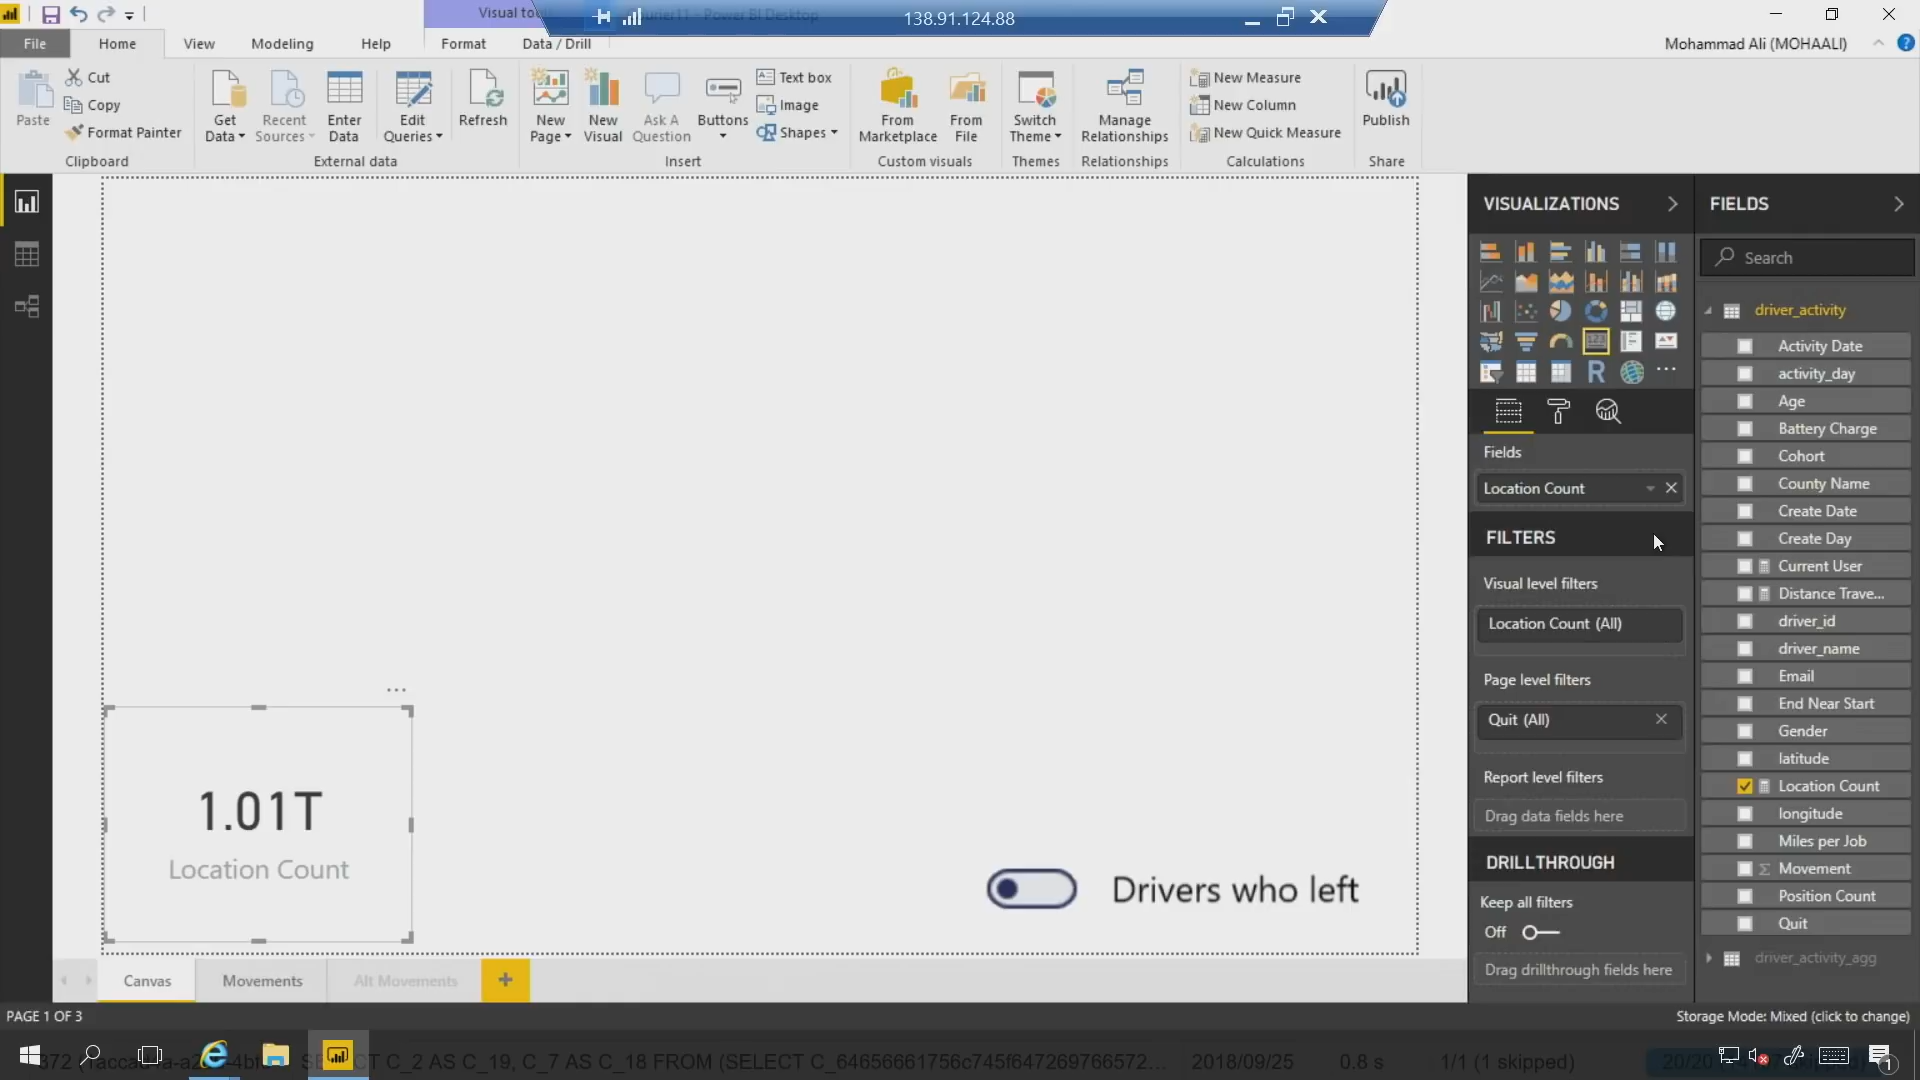 Visual too
urier11 - Power BI Desktop
138.91.124.88
File
Home
View
Modeling
Help
Format
Data / Drill
Mohammad Ali (MOHAALI)
Paste
Cut
Copy
Format Painter
Clipboard
Get Data
Recent Sources
Enter Data
Edit Queries
Refresh
External data
New Page
New Visual
Ask A Question
Buttons
Text box
Image
Shapes
Insert
From Marketplace
From File
Custom visuals
Switch Theme
Themes
Manage Relationships
Relationships
New Measure
New Column
New Quick Measure
Calculations
Publish
Share
1.01T
Location Count
Drivers who left
VISUALIZATIONS
R
Fields
Location Count
FILTERS
Visual level filters
Location Count (All)
Page level filters
Quit (All)
Report level filters
Drag data fields here
DRILLTHROUGH
Keep all filters
Off
Drag drillthrough fields here
FIELDS
Search
driver_activity
Activity Date
activity_day
Age
Battery Charge
Cohort
County Name
Create Date
Create Day
Current User
Distance Trave...
driver_id
driver_name
Email
End Near Start
Gender
latitude
Location Count
longitude
Miles per Job
Movement
Position Count
Quit
driver_activity_agg
Canvas
Movements
Alt Movements
PAGE 1 OF 3
Storage Mode: Mixed (click to change)
2018/09/25
0.8 s
1/1 (1 skipped)
1